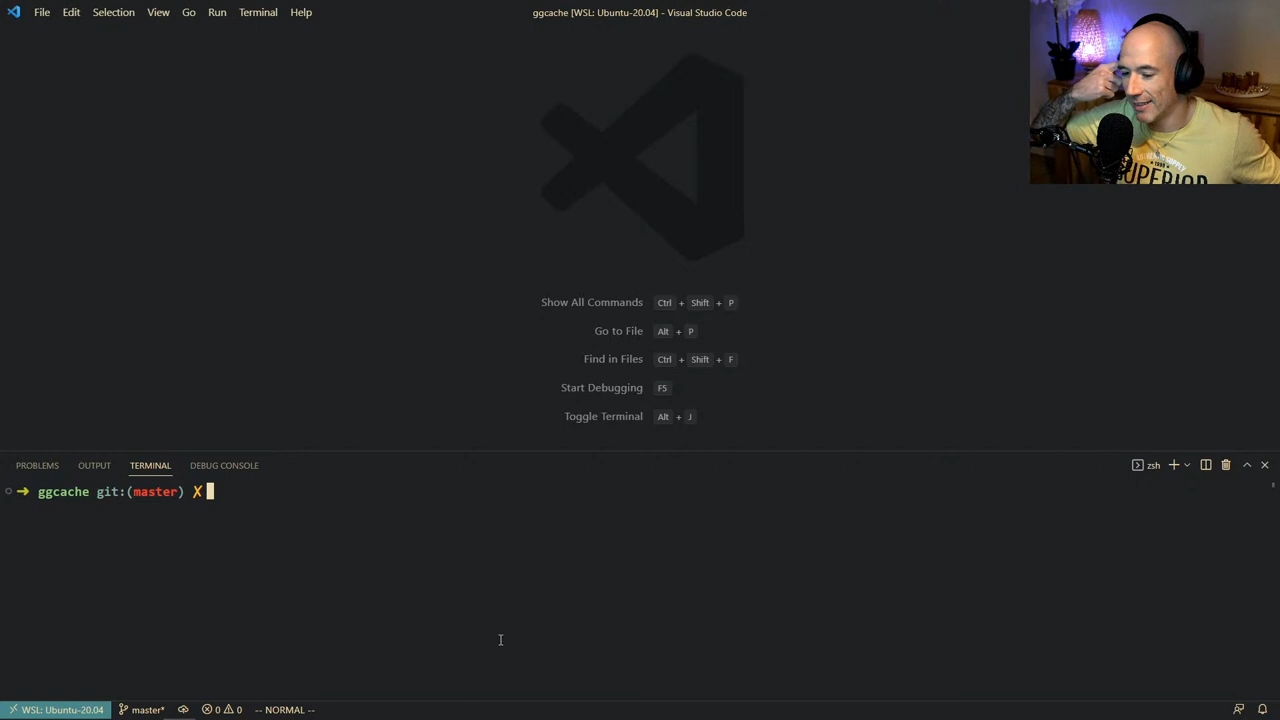 File Edit Selection View Go Run Terminal Help
ggcache [WSL: Ubuntu-20.04] - Visual Studio Code
SUPERIOR
Show All Commands Ctrl + Shift + P
Go to File Alt + P
Find in Files Ctrl + Shift + F
Start Debugging F5
Toggle Terminal Alt + J
PROBLEMS OUTPUT TERMINAL DEBUG CONSOLE
zsh
➜ ggcache git:(master) ✗
WSL: Ubuntu-20.04 master* 0 0 -- NORMAL --